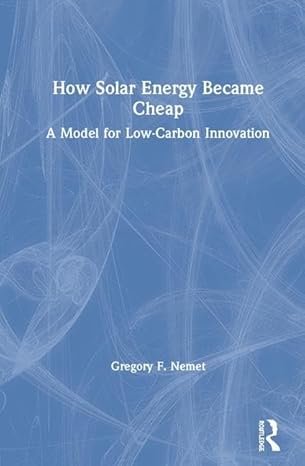 How Solar Energy Became
Cheap
A Model for Low-Carbon Innovation
Gregory F. Nemet
ROUTLEDGE